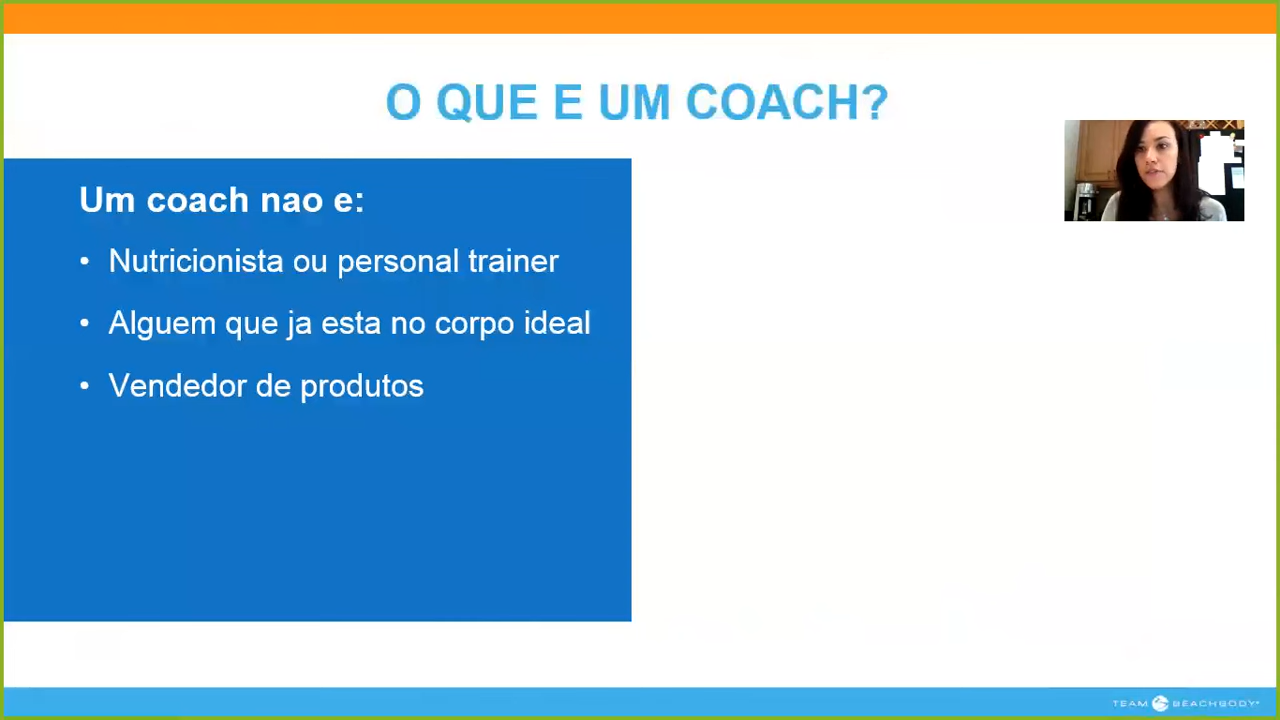 O QUE E UM COACH?
Um coach nao e:
• Nutricionista ou personal trainer
• Alguem que ja esta no corpo ideal
• Vendedor de produtos
TEAM BEACHBODY